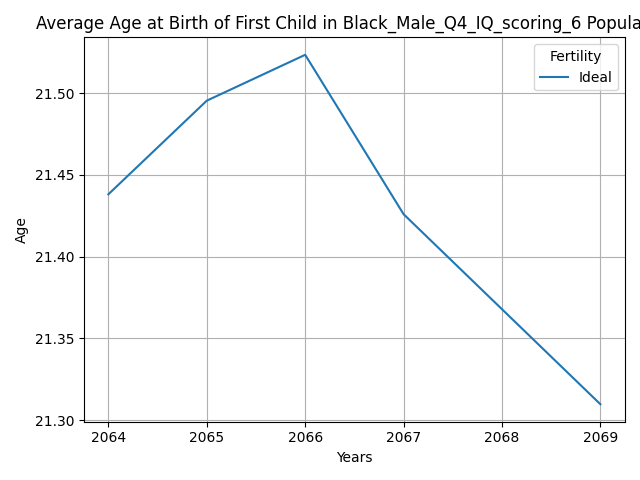 Average Age at Birth of First Child in Black_Male_Q4_IQ_scoring_6 Popula
Fertility
Ideal
21.50
21.45
21.40
21.35
21.30
Age
2064 2065 2066 2067 2068 2069
Years